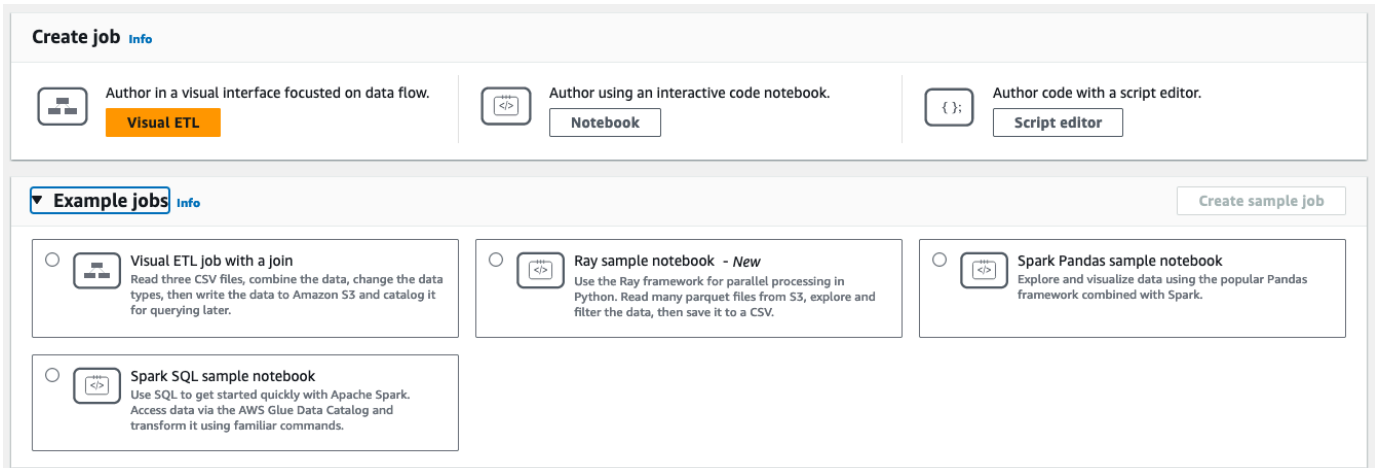 Create job Info
Author in a visual interface focusted on data flow.
Visual ETL
Author using an interactive code notebook.
Notebook
Author code with a script editor.
Script editor
Example jobs Info
Create sample job
Visual ETL job with a join
Read three CSV files, combine the data, change the data
types, then write the data to Amazon S3 and catalog it
for querying later.
Ray sample notebook - New
Use the Ray framework for parallel processing in
Python. Read many parquet files from S3, explore and
filter the data, then save it to a CSV.
Spark Pandas sample notebook
Explore and visualize data using the popular Pandas
framework combined with Spark.
Spark SQL sample notebook
Use SQL to get started quickly with Apache Spark.
Access data via the AWS Glue Data Catalog and
transform it using familiar commands.